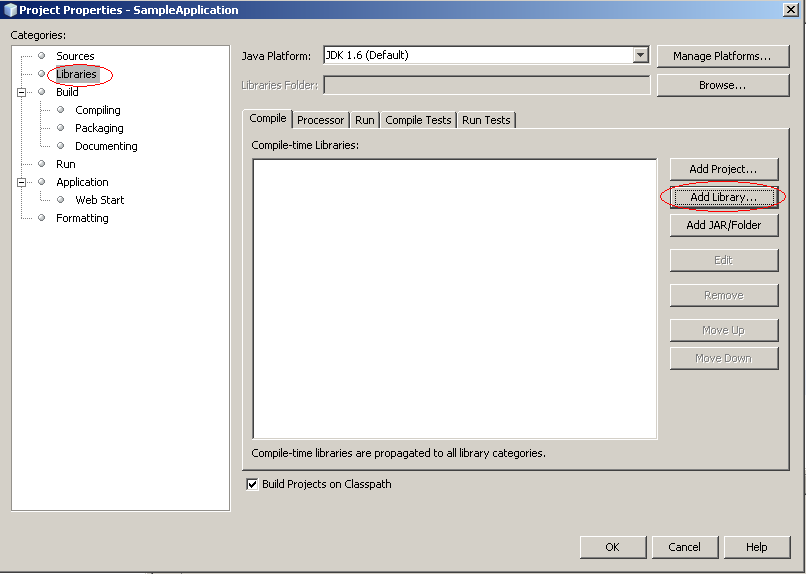 Project Properties - SampleApplication
Categories:
Sources
Libraries
Build
Compiling
Packaging
Documenting
Run
Application
Web Start
Formatting
Java Platform: JDK 1.6 (Default) Manage Platforms...
Libraries Folder: Browse...
Compile Processor Run Compile Tests Run Tests
Compile-time Libraries:
Add Project...
Add Library...
Add JAR/Folder
Edit
Remove
Move Up
Move Down
Compile-time libraries are propagated to all library categories.
Build Projects on Classpath
OK Cancel Help